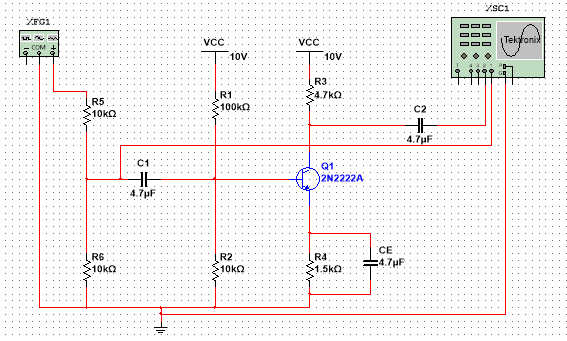 XFG1
COM
XSC1
Tektronix
VCC
10V
VCC
10V
R5
10kΩ
R1
100kΩ
R3
4.7kΩ
C2
4.7µF
C1
4.7µF
Q1
2N2222A
R6
10kΩ
R2
10kΩ
R4
1.5kΩ
CE
4.7µF